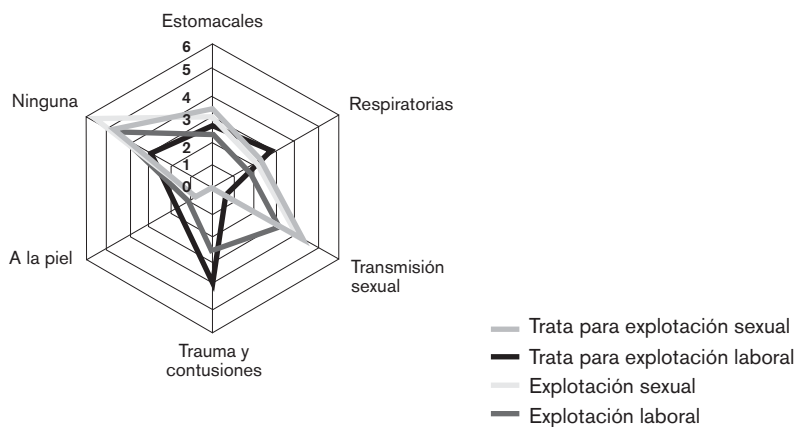 Estomacales
6
5
4
3
2
1
0
Ninguna
Respiratorias
A la piel
Transmisión
sexual
Trauma y
contusiones
Trata para explotación sexual
Trata para explotación laboral
Explotación sexual
Explotación laboral